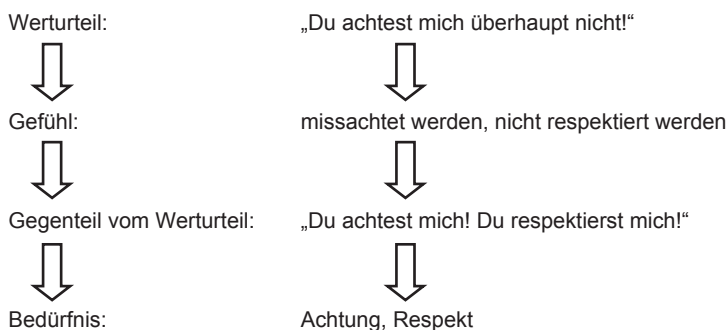 Werturteil: „Du achtest mich überhaupt nicht!“
Gefühl: missachtet werden, nicht respektiert werden
Gegenteil vom Werturteil: „Du achtest mich! Du respektierst mich!“
Bedürfnis: Achtung, Respekt